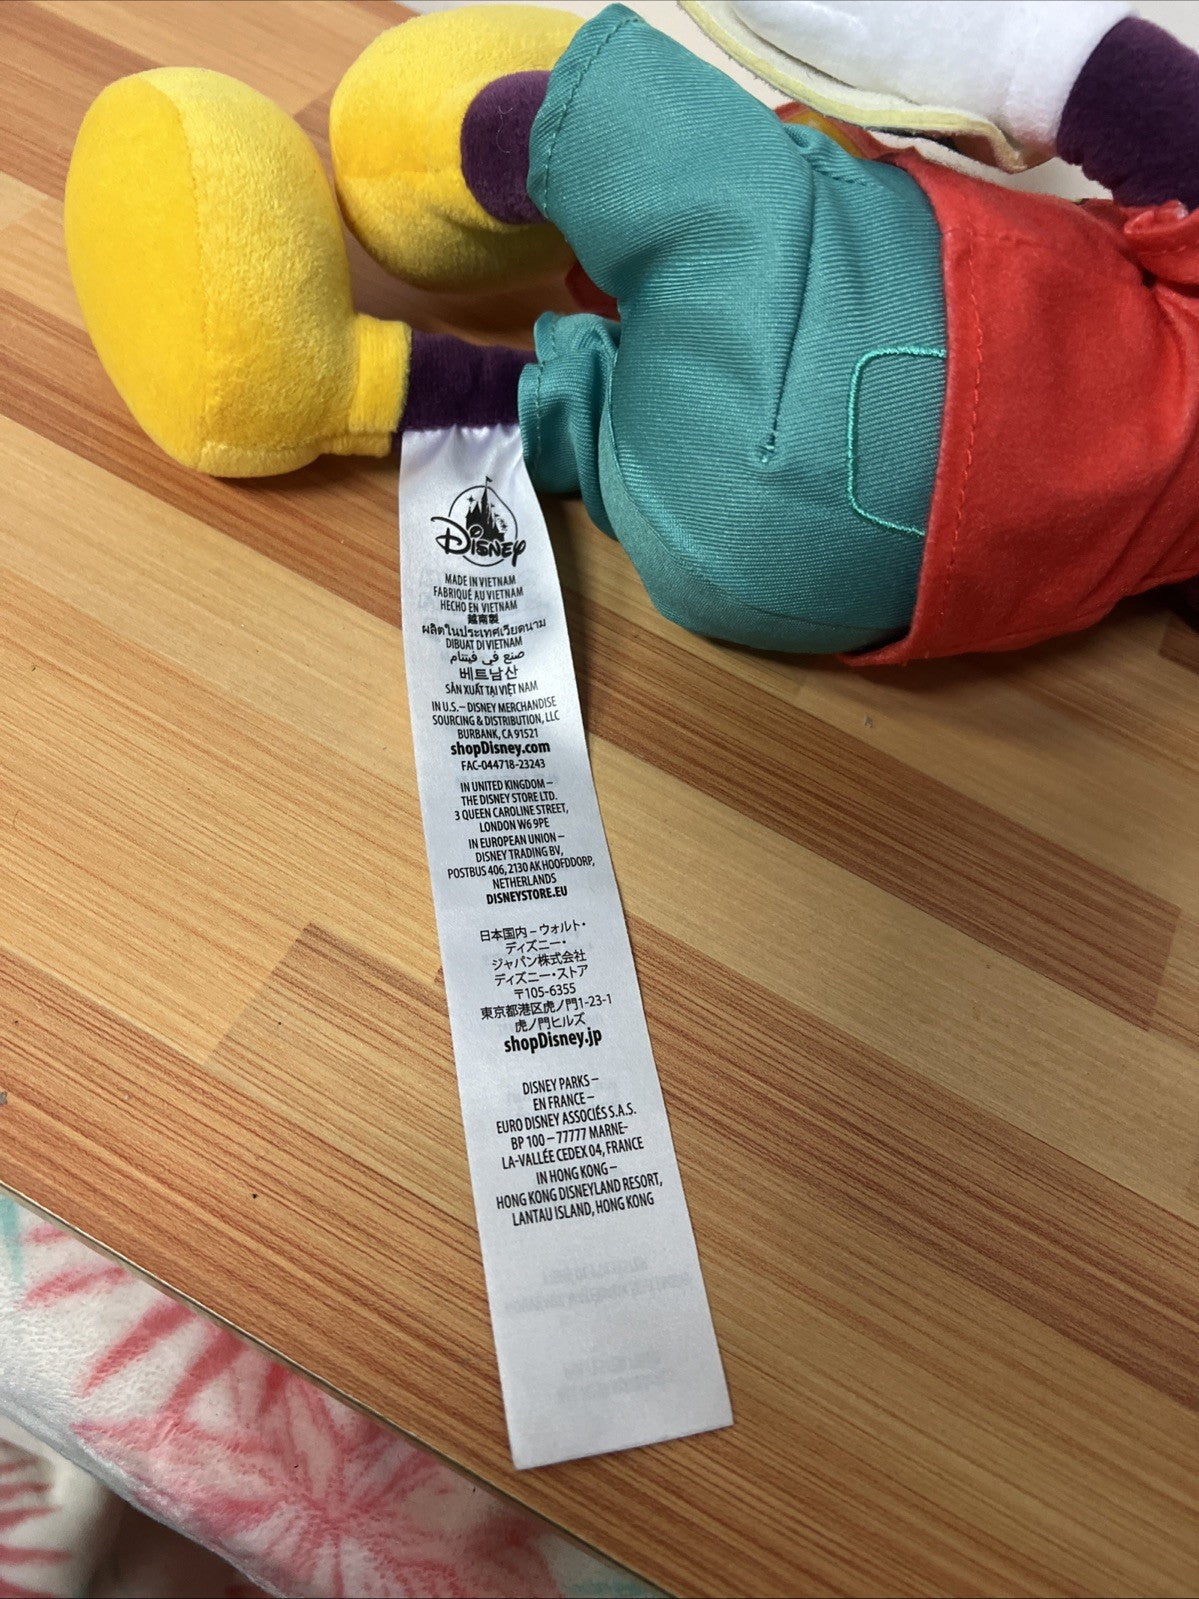 Disney
MADE IN VIETNAM
FABRIQUÉ AU VIETNAM
HECHO EN VIETNAM
越南製
ผลิตในประเทศเวียดนาม
DIBUAT DI VIETNAM
صنع في فيتنام
베트남산
SẢN XUẤT TẠI VIỆT NAM
IN U.S. – DISNEY MERCHANDISE
SOURCING & DISTRIBUTION, LLC
BURBANK, CA 91521
shopDisney.com
FAC-044718-23243
IN UNITED KINGDOM –
THE DISNEY STORE LTD.
3 QUEEN CAROLINE STREET,
LONDON W6 9PE
IN EUROPEAN UNION –
DISNEY TRADING BV,
POSTBUS 406, 2130 AK HOOFDDORP,
NETHERLANDS
DISNEYSTORE.EU
日本国内 – ウォルト・
ディズニー・
ジャパン株式会社
ディズニー・ストア
〒105-6355
東京都港区虎ノ門1-23-1
虎ノ門ヒルズ
shopDisney.jp
DISNEY PARKS –
EN FRANCE –
EURO DISNEY ASSOCIÉS S.A.S.
BP 100 – 77777 MARNE-
LA-VALLÉE CEDEX 04, FRANCE
IN HONG KONG –
HONG KONG DISNEYLAND RESORT,
LANTAU ISLAND, HONG KONG